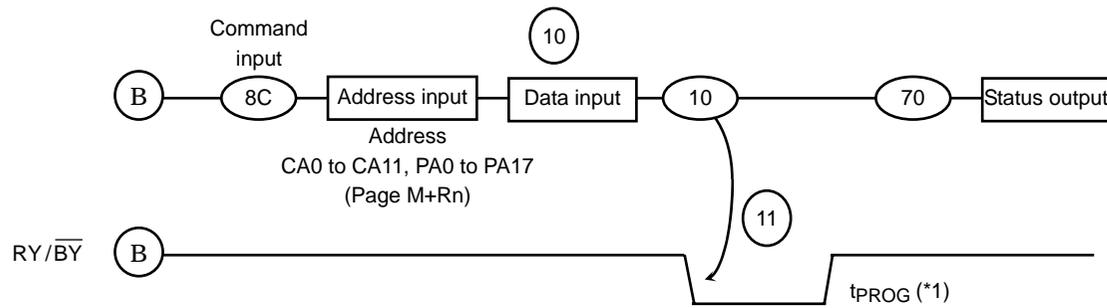 Command
input
10
B
8C
Address input
Data input
10
70
Status output
Address
CA0 to CA11, PA0 to PA17
(Page M+Rn)
11
RY/BY
B
tPROG (*1)